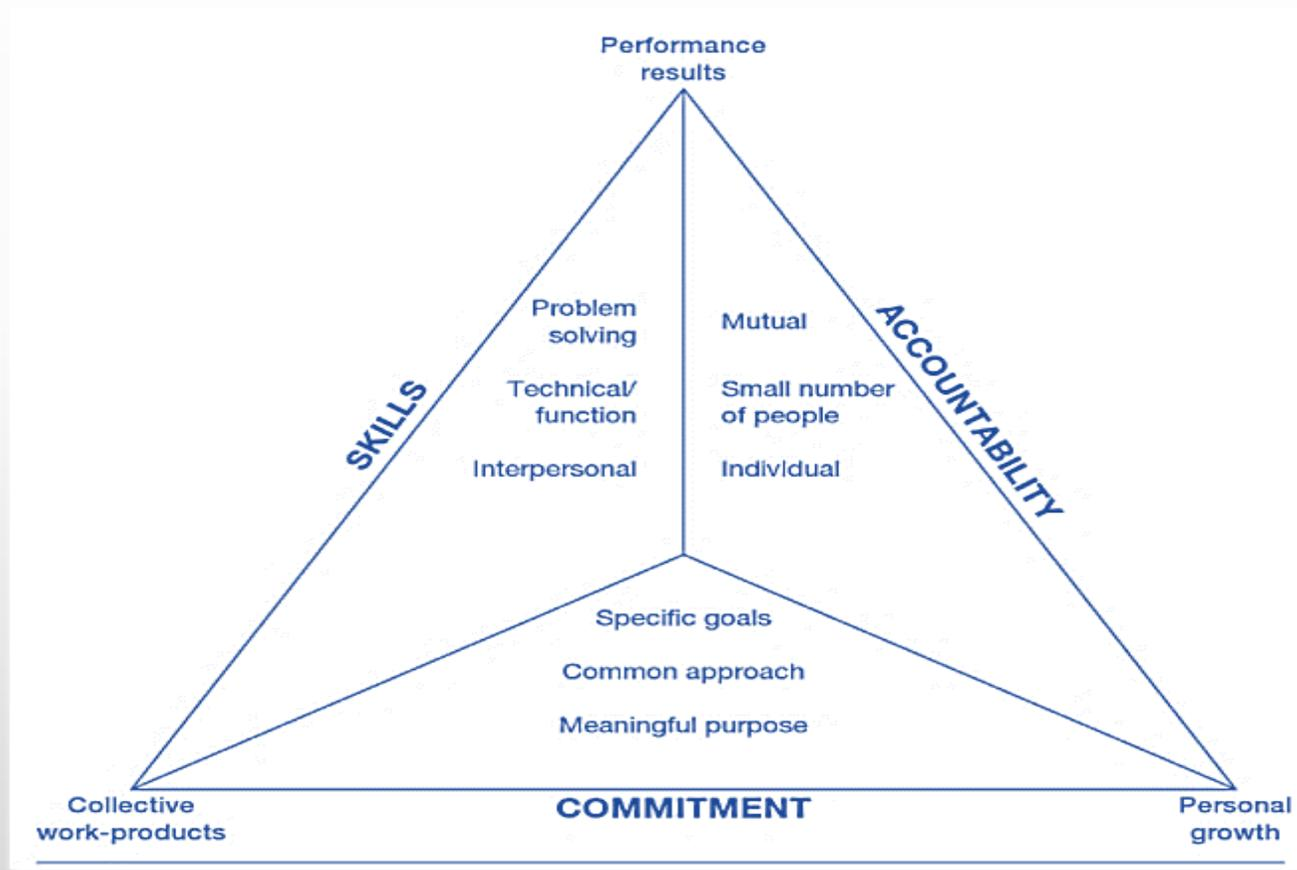 Performance
results
Problem
solving
Technical/
function
Interpersonal
SKILLS
Mutual
Small number
of people
Individual
ACCOUNTABILITY
Specific goals
Common approach
Meaningful purpose
Collective
work-products
COMMITMENT
Personal
growth